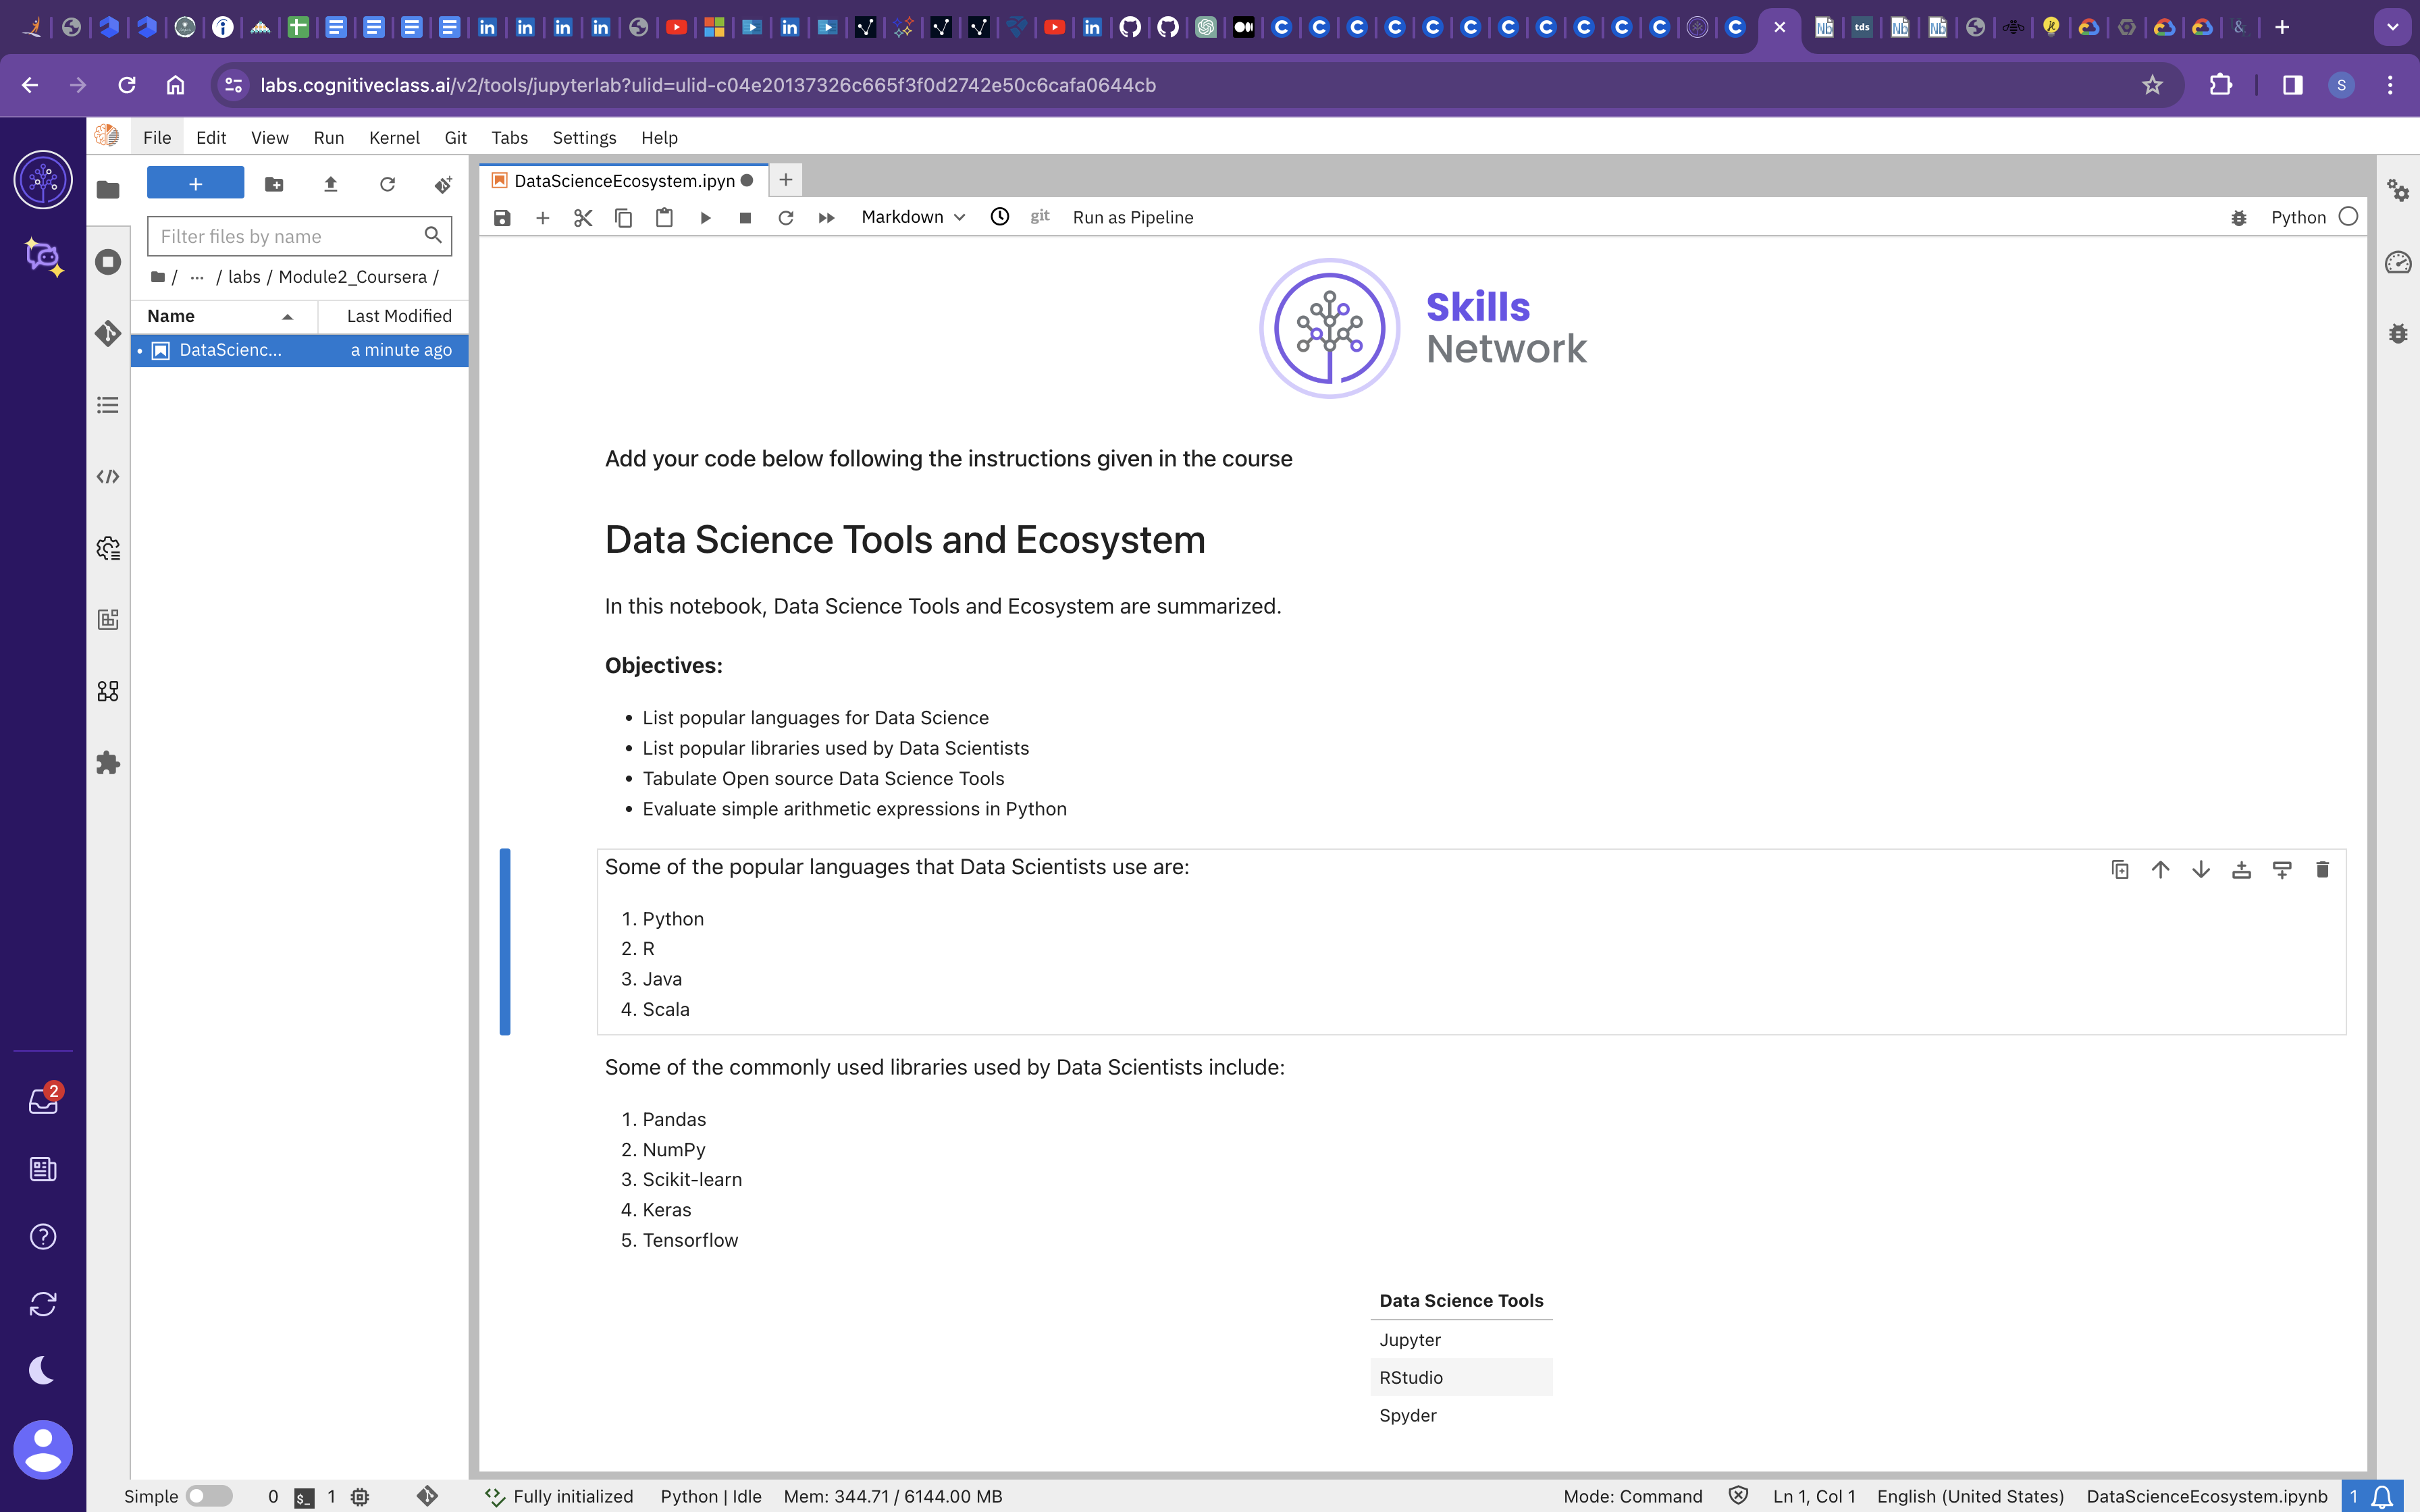 Nb tds Nb Nb
labs.cognitiveclass.ai/v2/tools/jupyterlab?ulid=ulid-c04e20137326c665f3f0d2742e50c6cafa0644cb S
File Edit View Run Kernel Git Tabs Settings Help
DataScienceEcosystem.ipyn
Markdown git Run as Pipeline Python
Filter files by name
/ ... / labs / Module2_Coursera /
Name Last Modified
DataScienc... a minute ago
Skills
Network
Add your code below following the instructions given in the course
Data Science Tools and Ecosystem
In this notebook, Data Science Tools and Ecosystem are summarized.
Objectives:
• List popular languages for Data Science
• List popular libraries used by Data Scientists
• Tabulate Open source Data Science Tools
• Evaluate simple arithmetic expressions in Python
Some of the popular languages that Data Scientists use are:
1. Python
2. R
3. Java
4. Scala
Some of the commonly used libraries used by Data Scientists include:
1. Pandas
2. NumPy
3. Scikit-learn
4. Keras
5. Tensorflow
Data Science Tools
Jupyter
RStudio
Spyder
2
Simple 0 $_ 1 Fully initialized Python | Idle Mem: 344.71 / 6144.00 MB Mode: Command Ln 1, Col 1 English (United States) DataScienceEcosystem.ipynb 1